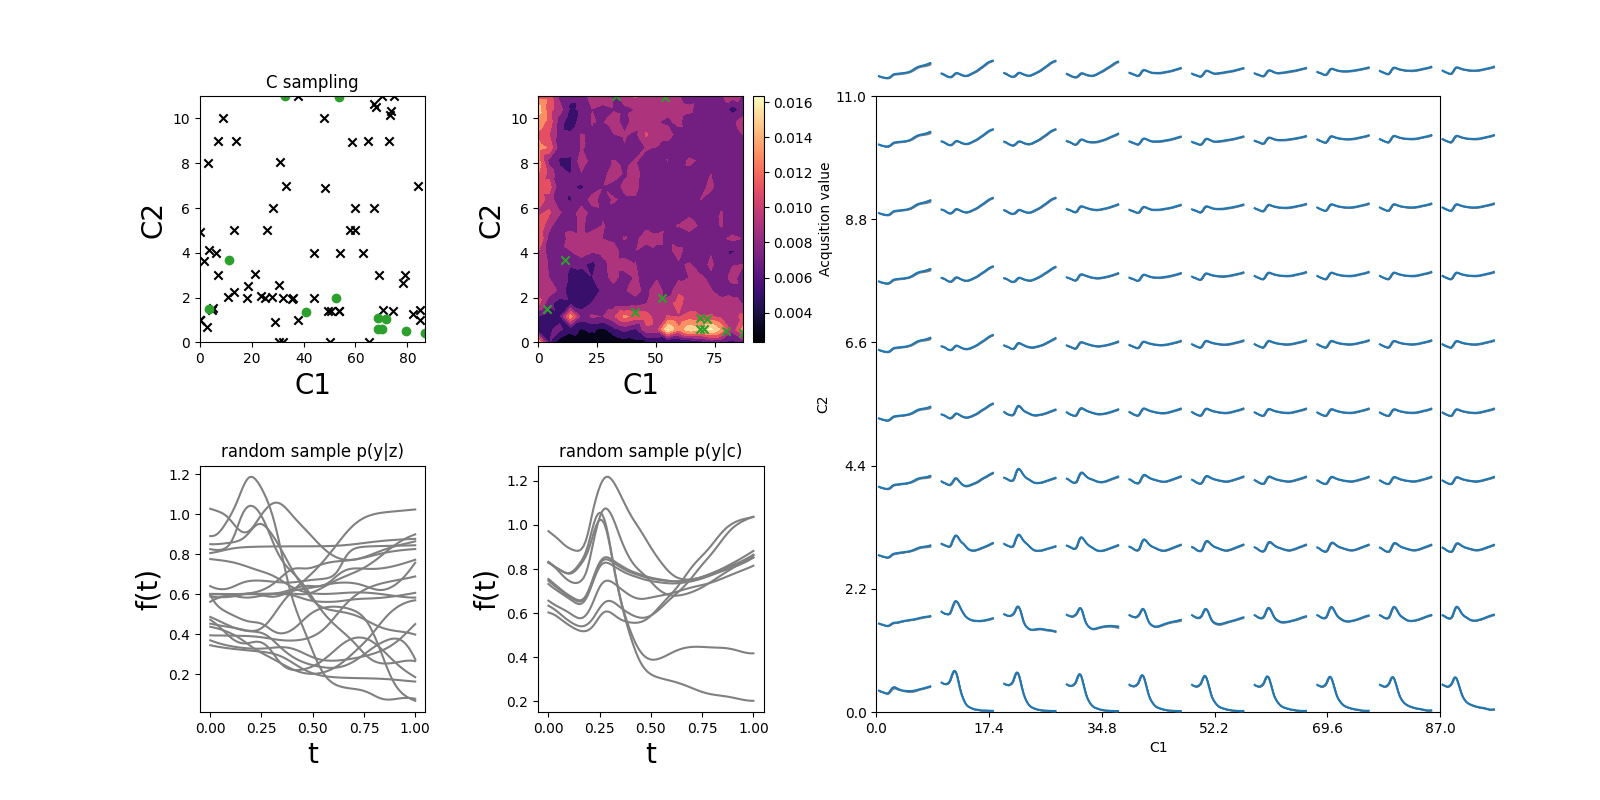 C sampling
C2
10
8
6
4
2
0
0 20 40 60 80
C1
C2
10
8
6
4
2
0
0 25 50 75
C1
0.016
0.014
0.012
0.010
0.008
0.006
0.004
Acqusition value
random sample p(y|z)
f(t)
1.2
1.0
0.8
0.6
0.4
0.2
0.00 0.25 0.50 0.75 1.00
t
random sample p(y|c)
f(t)
1.2
1.0
0.8
0.6
0.4
0.2
0.00 0.25 0.50 0.75 1.00
t
C2
11.0
8.8
6.6
4.4
2.2
0.0
0.0 17.4 34.8 52.2 69.6 87.0
C1